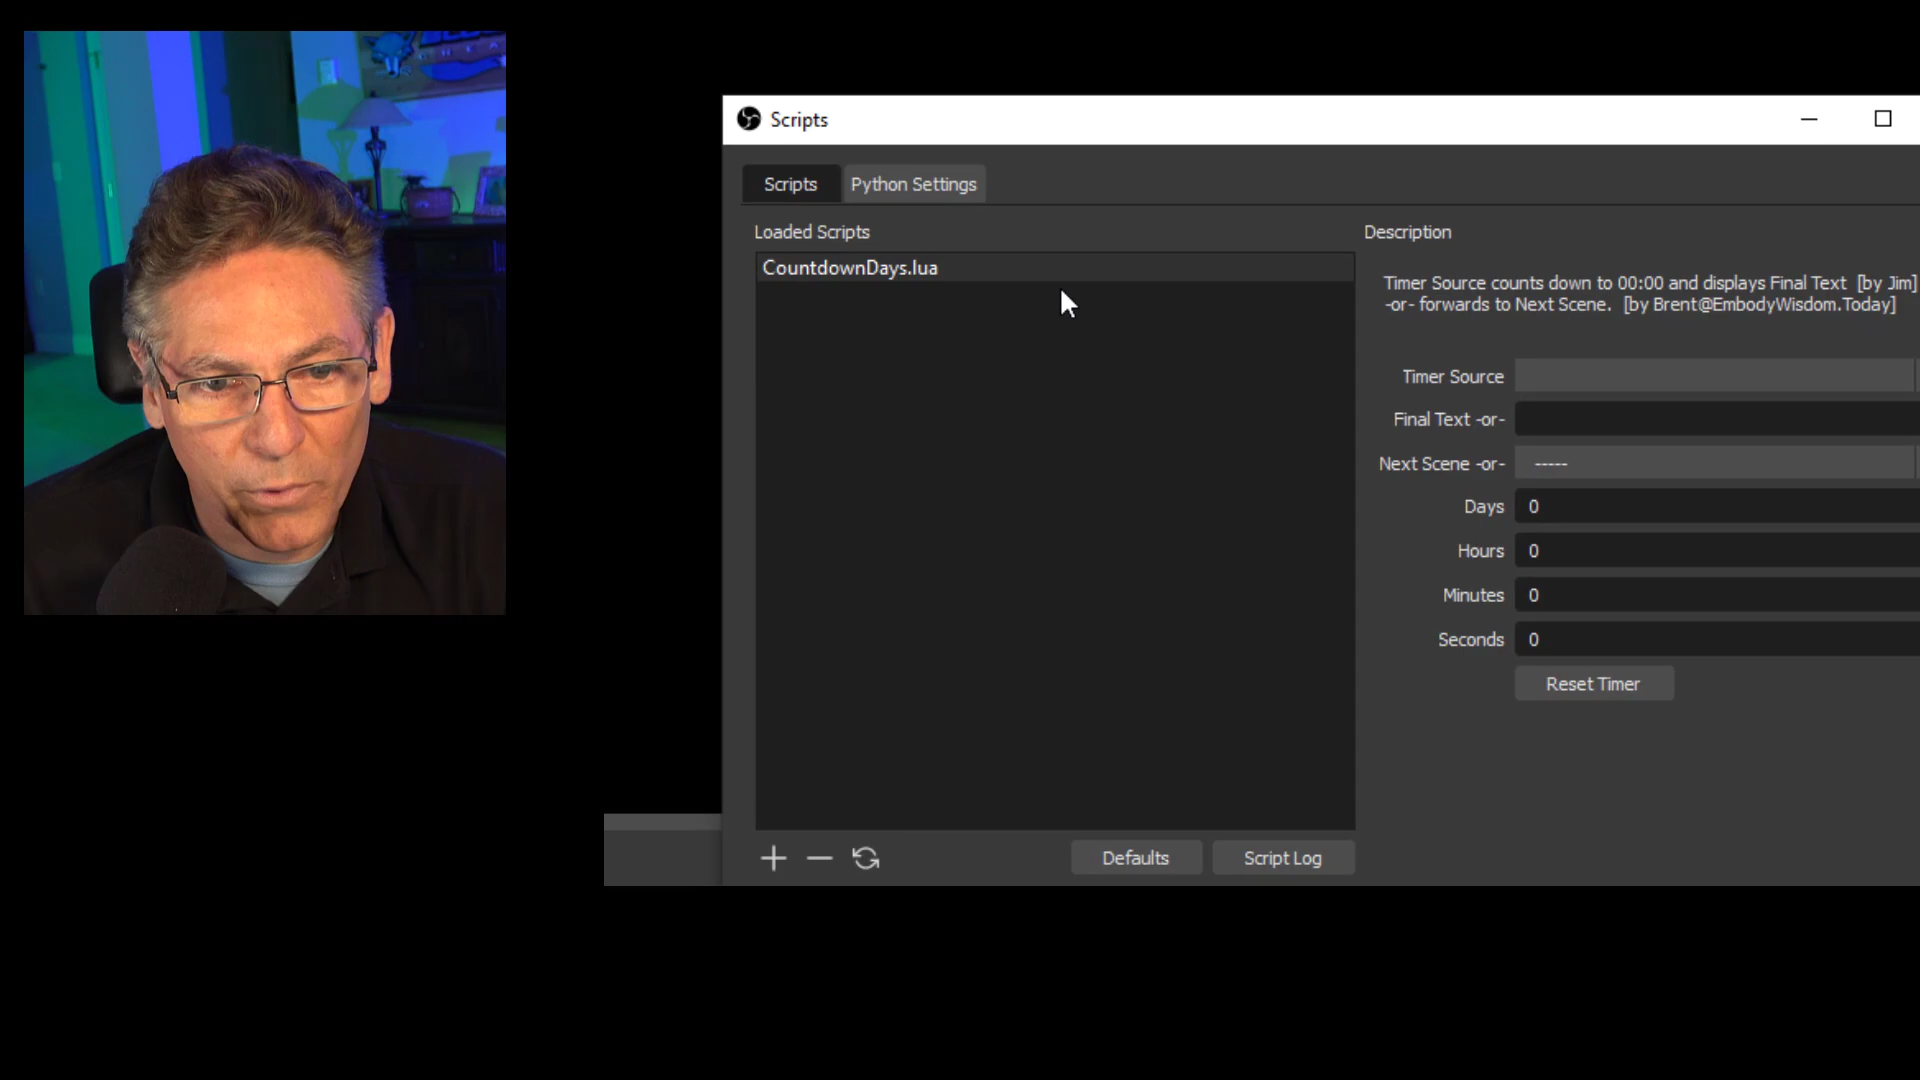 Scripts
Scripts
Python Settings
Loaded Scripts
CountdownDays.lua
Description
Timer Source counts down to 00:00 and displays Final Text [by Jim]
-or- forwards to Next Scene. [by Brent@EmbodyWisdom.Today]
Timer Source
Final Text -or-
Next Scene -or- -----
Days 0
Hours 0
Minutes 0
Seconds 0
Reset Timer
Defaults
Script Log